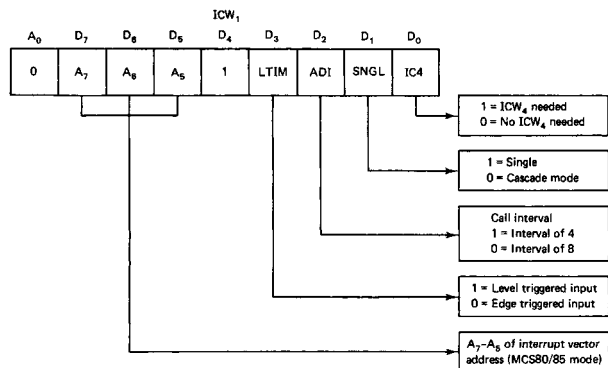 ICW₁
A₀ D₇ D₆ D₅ D₄ D₃ D₂ D₁ D₀
0 A₇ A₆ A₅ 1 LTIM ADI SNGL IC4
1 = ICW₄ needed
0 = No ICW₄ needed
1 = Single
0 = Cascade mode
Call interval
1 = Interval of 4
0 = Interval of 8
1 = Level triggered input
0 = Edge triggered input
A₇–A₅ of interrupt vector
address (MCS80/85 mode)